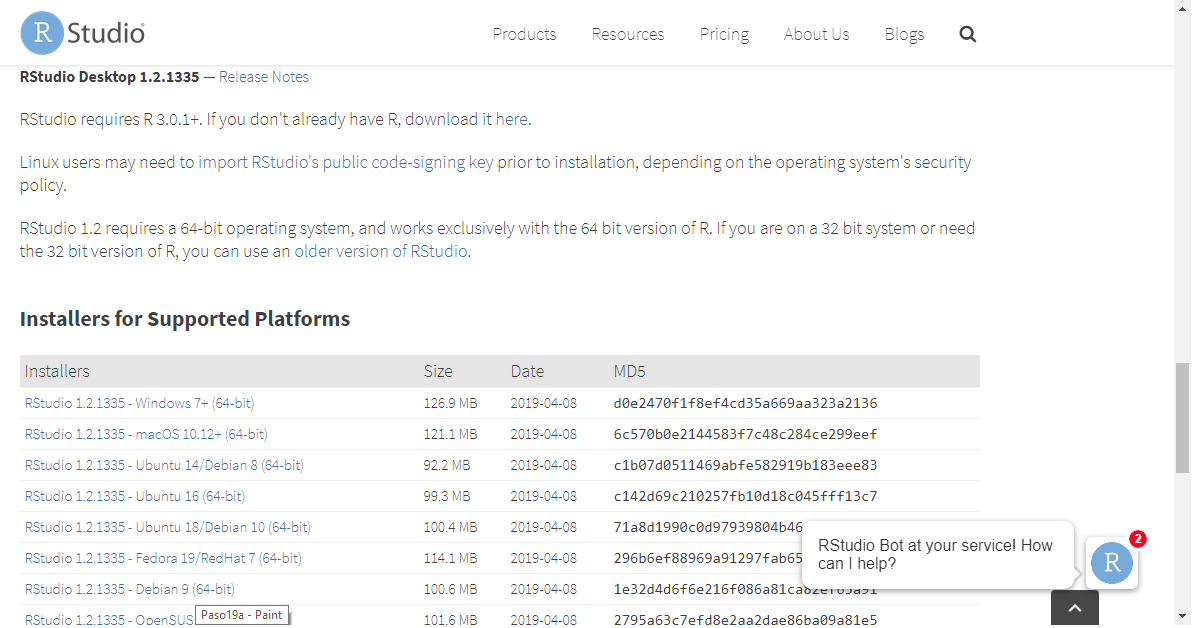 R Studio
Products Resources Pricing About Us Blogs
RStudio Desktop 1.2.1335 — Release Notes
RStudio requires R 3.0.1+. If you don't already have R, download it here.
Linux users may need to import RStudio's public code-signing key prior to installation, depending on the operating system's security
policy.
RStudio 1.2 requires a 64-bit operating system, and works exclusively with the 64 bit version of R. If you are on a 32 bit system or need
the 32 bit version of R, you can use an older version of RStudio.
Installers for Supported Platforms
Installers Size Date MD5
RStudio 1.2.1335 - Windows 7+ (64-bit) 126.9 MB 2019-04-08 d0e2470f1f8ef4cd35a669aa323a2136
RStudio 1.2.1335 - macOS 10.12+ (64-bit) 121.1 MB 2019-04-08 6c570b0e2144583f7c48c284ce299eef
RStudio 1.2.1335 - Ubuntu 14/Debian 8 (64-bit) 92.2 MB 2019-04-08 c1b07d0511469abfe582919b183eee83
RStudio 1.2.1335 - Ubuntu 16 (64-bit) 99.3 MB 2019-04-08 c142d69c210257fb10d18c045fff13c7
RStudio 1.2.1335 - Ubuntu 18/Debian 10 (64-bit) 100.4 MB 2019-04-08 71a8d1990c0d97939804b46
RStudio 1.2.1335 - Fedora 19/RedHat 7 (64-bit) 114.1 MB 2019-04-08 296b6ef88969a91297fab65
RStudio 1.2.1335 - Debian 9 (64-bit) 100.6 MB 2019-04-08
RStudio 1.2.1335 - OpenSUS 101.6 MB 2019-04-08 2795a63c7efd8e2aa2dae86ba09a81e5
Paso19a - Paint
RStudio Bot at your service! How
can I help?
R
2